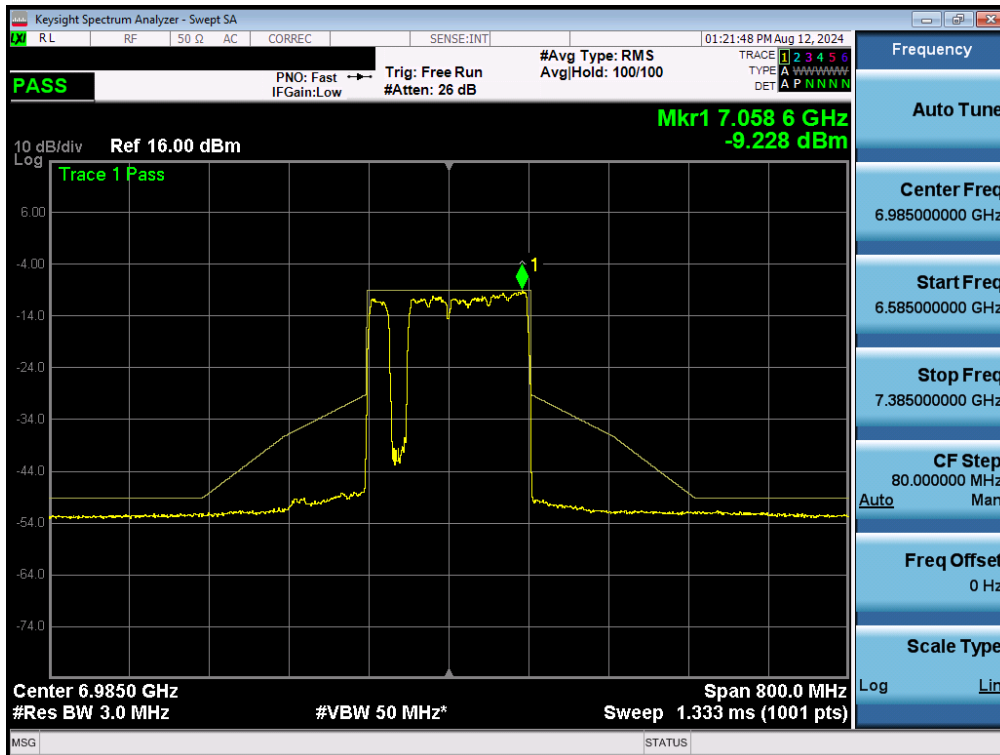 Keysight Spectrum Analyzer - Swept SA
LXI RL RF 50 Ω AC CORREC SENSE:INT 01:21:48 PM Aug 12, 2024
PASS
PNO: Fast
IFGain:Low
Trig: Free Run
#Atten: 26 dB
#Avg Type: RMS
Avg|Hold: 100/100
TRACE 1 2 3 4 5 6
TYPE A WWWWW
DET A P N N N N
Mkr1 7.058 6 GHz
-9.228 dBm
10 dB/div Ref 16.00 dBm
Log
Trace 1 Pass
1
6.00
-4.00
-14.0
-24.0
-34.0
-44.0
-54.0
-64.0
-74.0
Center 6.9850 GHz Span 800.0 MHz
#Res BW 3.0 MHz #VBW 50 MHz* Sweep 1.333 ms (1001 pts)
MSG STATUS
Frequency
Auto Tune
Center Freq
6.985000000 GHz
Start Freq
6.585000000 GHz
Stop Freq
7.385000000 GHz
CF Step
80.000000 MHz
Auto Man
Freq Offset
0 Hz
Scale Type
Log Lin